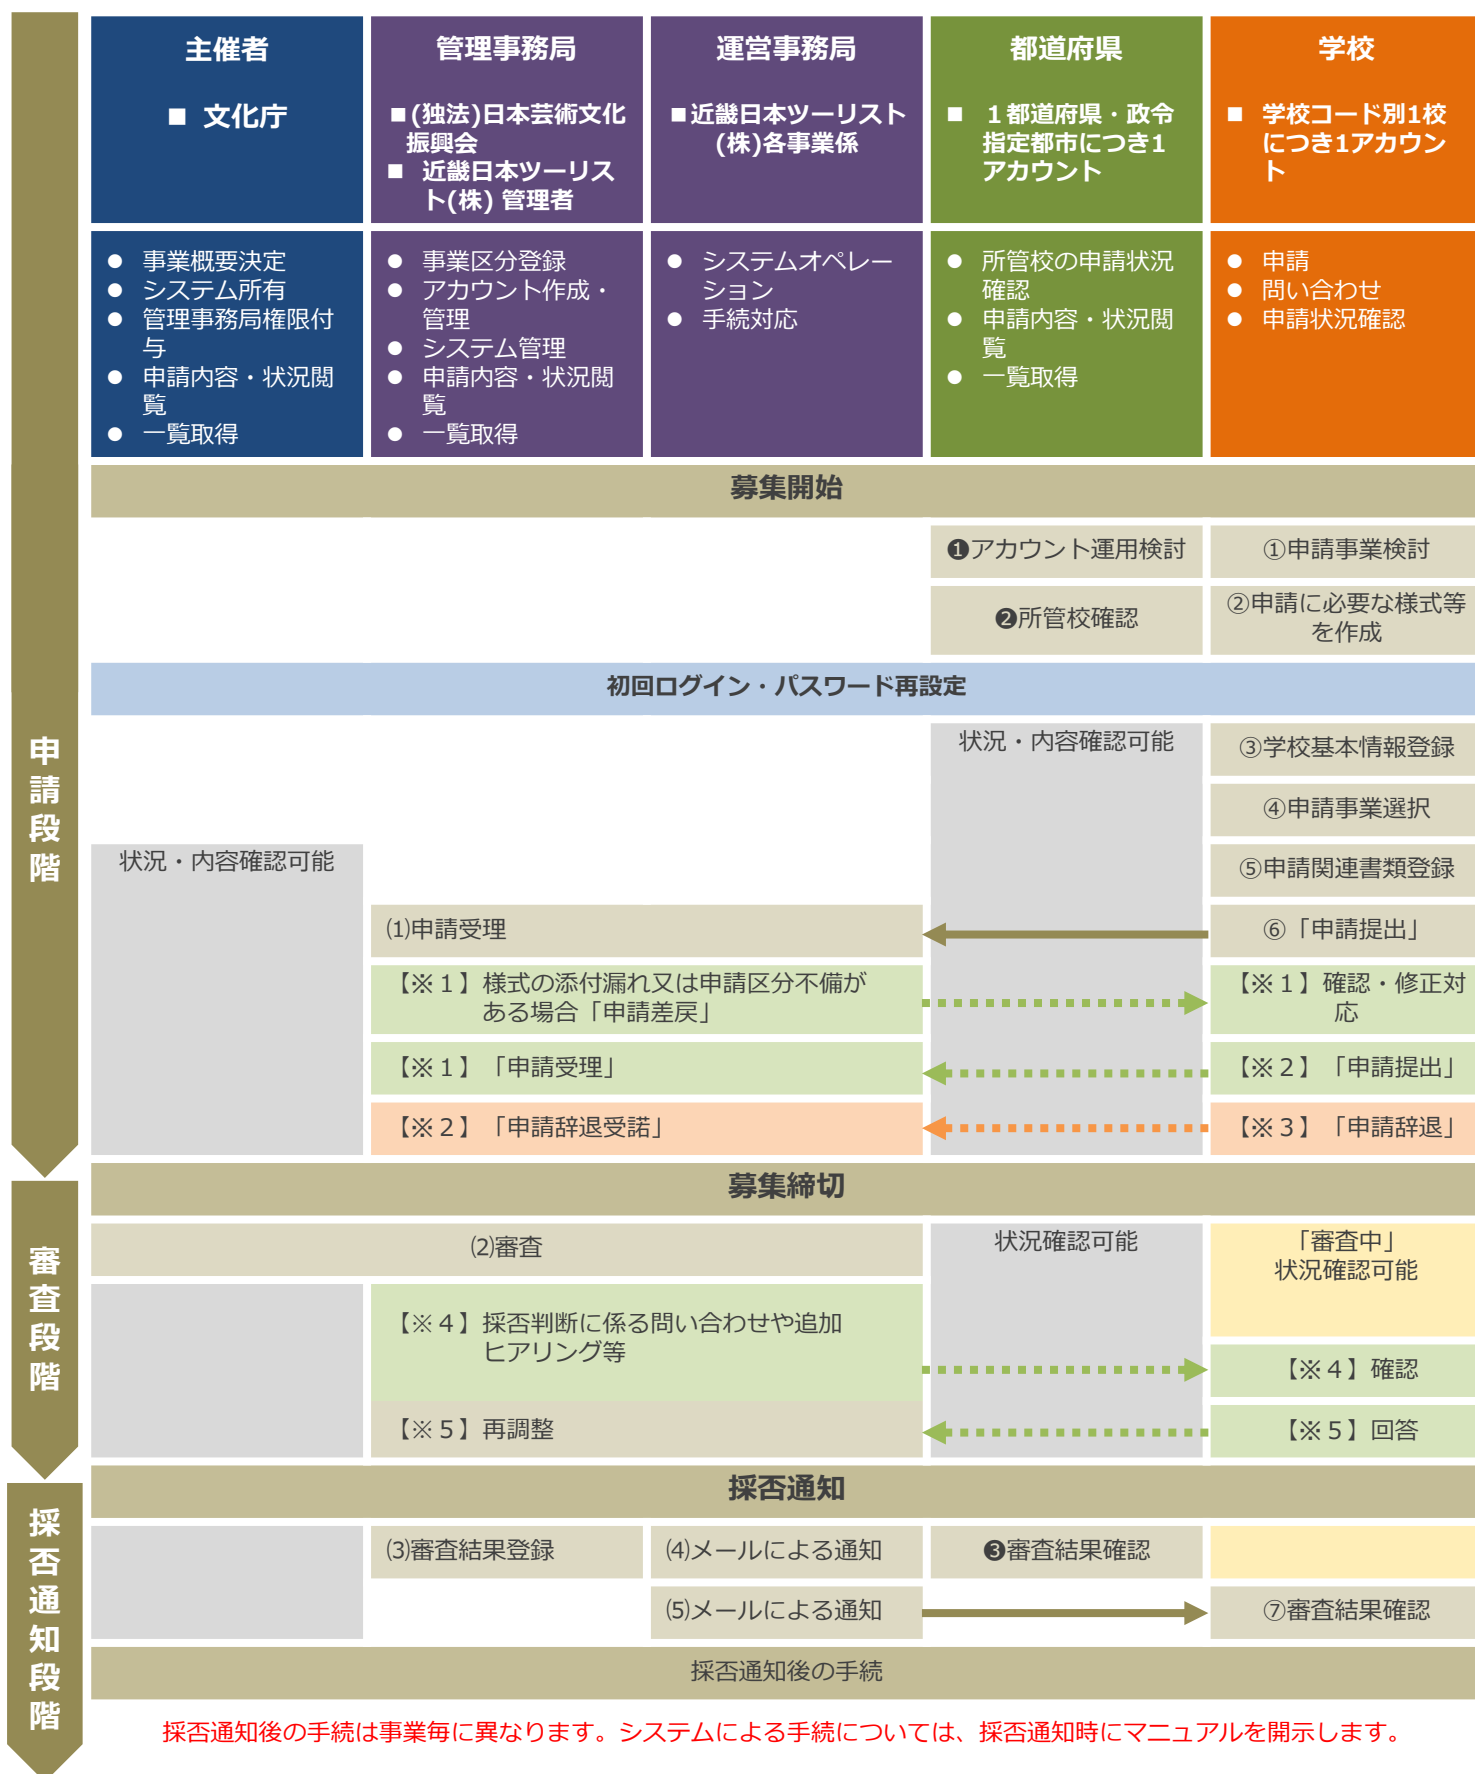 主催者
■ 文化庁
管理事務局
■(独法)日本芸術文化
振興会
■ 近畿日本ツーリス
ト(株) 管理者
運営事務局
■近畿日本ツーリスト
(株)各事業係
都道府県
■ １都道府県・政令
指定都市につき1
アカウント
学校
■ 学校コード別1校
につき1アカウン
ト
● 事業概要決定
● システム所有
● 管理事務局権限付
与
● 申請内容・状況閲
覧
● 一覧取得
● 事業区分登録
● アカウント作成・
管理
● システム管理
● 申請内容・状況閲
覧
● 一覧取得
● システムオペレー
ション
● 手続対応
● 所管校の申請状況
確認
● 申請内容・状況閲
覧
● 一覧取得
● 申請
● 問い合わせ
● 申請状況確認
申請段階
募集開始
❶アカウント運用検討
①申請事業検討
❷所管校確認
②申請に必要な様式等
を作成
初回ログイン・パスワード再設定
状況・内容確認可能
③学校基本情報登録
④申請事業選択
状況・内容確認可能
⑤申請関連書類登録
⑴申請受理
⑥「申請提出」
【※１】様式の添付漏れ又は申請区分不備が
ある場合「申請差戻」
【※１】確認・修正対
応
【※１】「申請受理」
【※２】「申請提出」
【※２】「申請辞退受諾」
【※３】「申請辞退」
募集締切
審査段階
⑵審査
状況確認可能
「審査中」
状況確認可能
【※４】採否判断に係る問い合わせや追加
ヒアリング等
【※４】確認
【※５】再調整
【※５】回答
採否通知
採否通知段階
⑶審査結果登録
⑷メールによる通知
❸審査結果確認
⑸メールによる通知
⑦審査結果確認
採否通知後の手続
採否通知後の手続は事業毎に異なります。システムによる手続については、採否通知時にマニュアルを開示します。